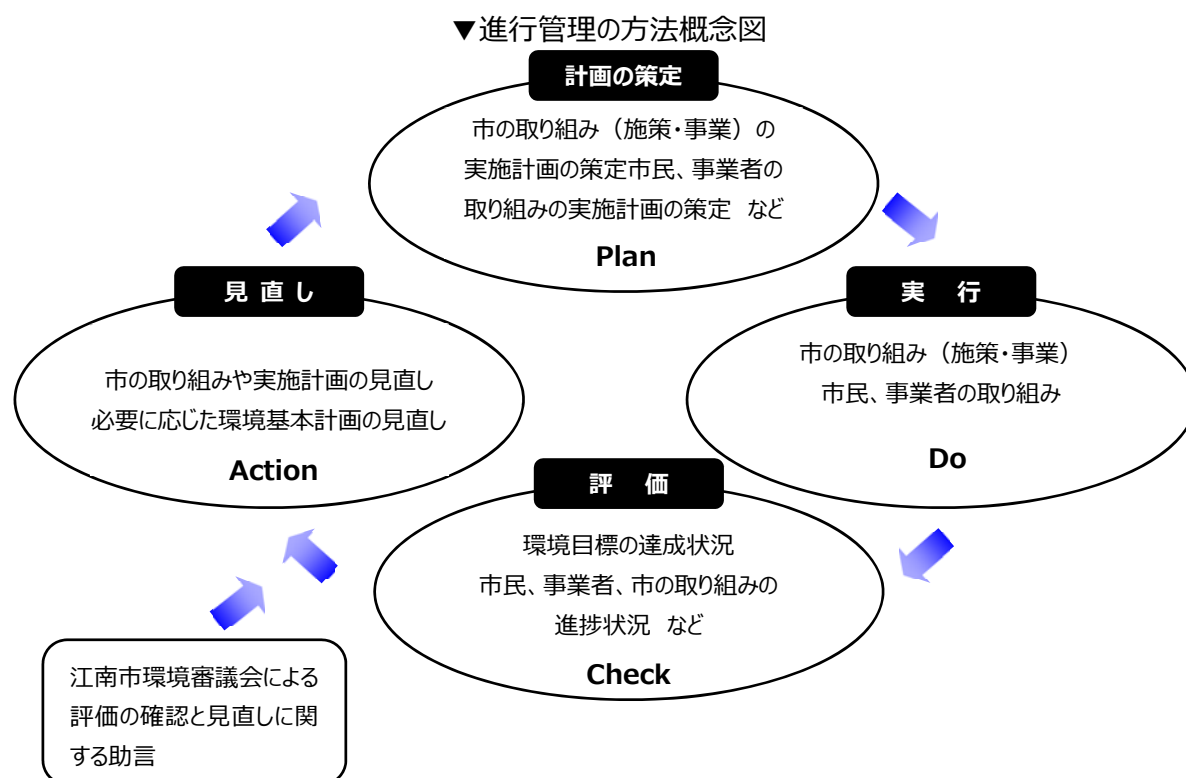 ▼進行管理の方法概念図
計画の策定
市の取り組み（施策・事業）の
実施計画の策定市民、事業者の
取り組みの実施計画の策定 など
Plan
実 行
市の取り組み（施策・事業）
市民、事業者の取り組み
Do
評 価
環境目標の達成状況
市民、事業者、市の取り組みの
進捗状況 など
Check
見 直 し
市の取り組みや実施計画の見直し
必要に応じた環境基本計画の見直し
Action
江南市環境審議会による
評価の確認と見直しに関
する助言